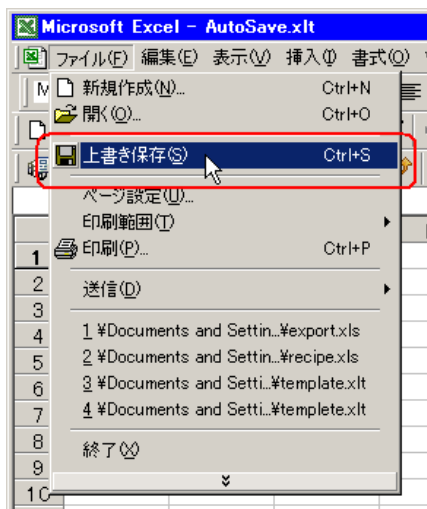 Microsoft Excel - AutoSave.xlt
ファイル(F) 編集(E) 表示(V) 挿入(I) 書式(O)
新規作成(N)... Ctrl+N
開く(O)... Ctrl+O
上書き保存(S) Ctrl+S
ページ設定(U)...
印刷範囲(T)
印刷(P)... Ctrl+P
送信(D)
1 ¥Documents and Settin...¥export.xls
2 ¥Documents and Settin...¥recipe.xls
3 ¥Documents and Setti...¥template.xlt
4 ¥Documents and Setti...¥templete.xlt
終了(X)
1
2
3
4
5
6
7
8
9
10